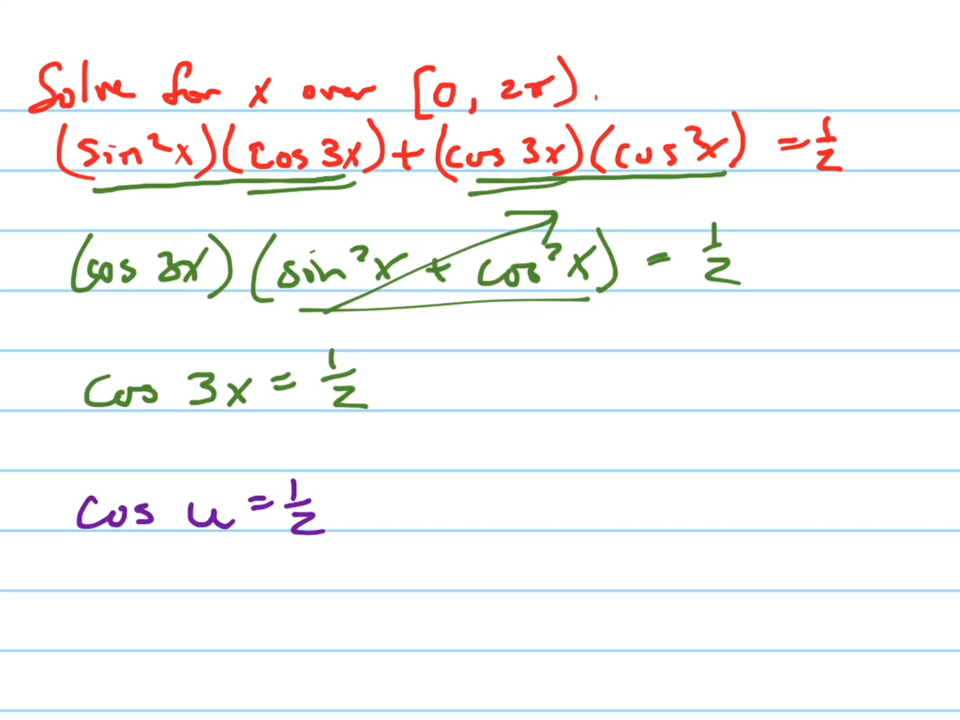 Solve for x over [0, 2π).
(sin²x)(cos 3x)+(cos 3x)(cos²x) = 1/2
(cos 3x)(sin²x + cos²x) = 1/2
cos 3x = 1/2
cos u = 1/2